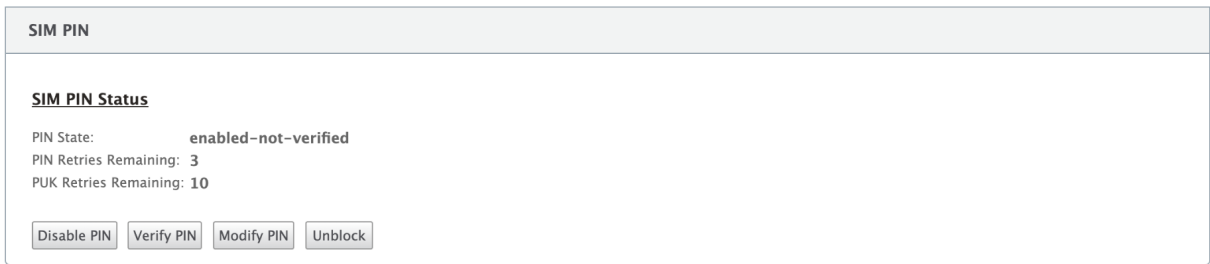 SIM PIN
SIM PIN Status
PIN State: enabled-not-verified
PIN Retries Remaining: 3
PUK Retries Remaining: 10
Disable PIN Verify PIN Modify PIN Unblock